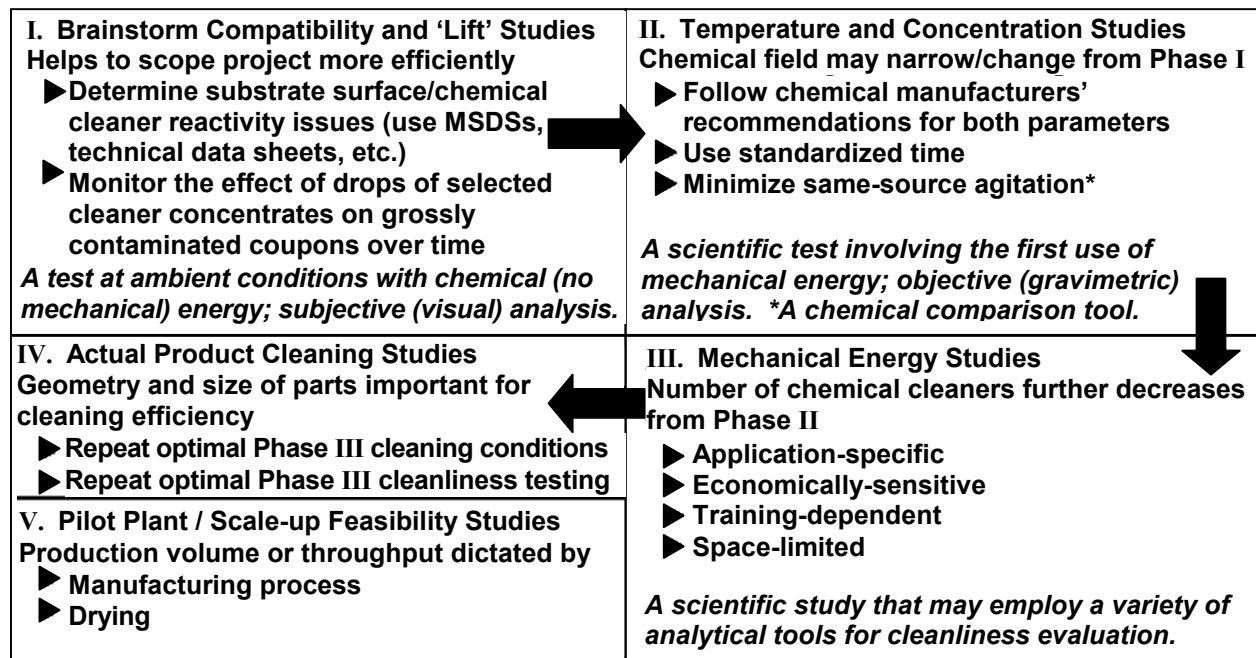 I. Brainstorm Compatibility and ‘Lift’ Studies
Helps to scope project more efficiently
Determine substrate surface/chemical
cleaner reactivity issues (use MSDSs,
technical data sheets, etc.)
Monitor the effect of drops of selected
cleaner concentrates on grossly
contaminated coupons over time
A test at ambient conditions with chemical (no
mechanical) energy; subjective (visual) analysis.
II. Temperature and Concentration Studies
Chemical field may narrow/change from Phase I
Follow chemical manufacturers’
recommendations for both parameters
Use standardized time
Minimize same-source agitation*
A scientific test involving the first use of
mechanical energy; objective (gravimetric)
analysis. *A chemical comparison tool.
III. Mechanical Energy Studies
Number of chemical cleaners further decreases
from Phase II
Application-specific
Economically-sensitive
Training-dependent
Space-limited
A scientific study that may employ a variety of
analytical tools for cleanliness evaluation.
IV. Actual Product Cleaning Studies
Geometry and size of parts important for
cleaning efficiency
Repeat optimal Phase III cleaning conditions
Repeat optimal Phase III cleanliness testing
V. Pilot Plant / Scale-up Feasibility Studies
Production volume or throughput dictated by
Manufacturing process
Drying